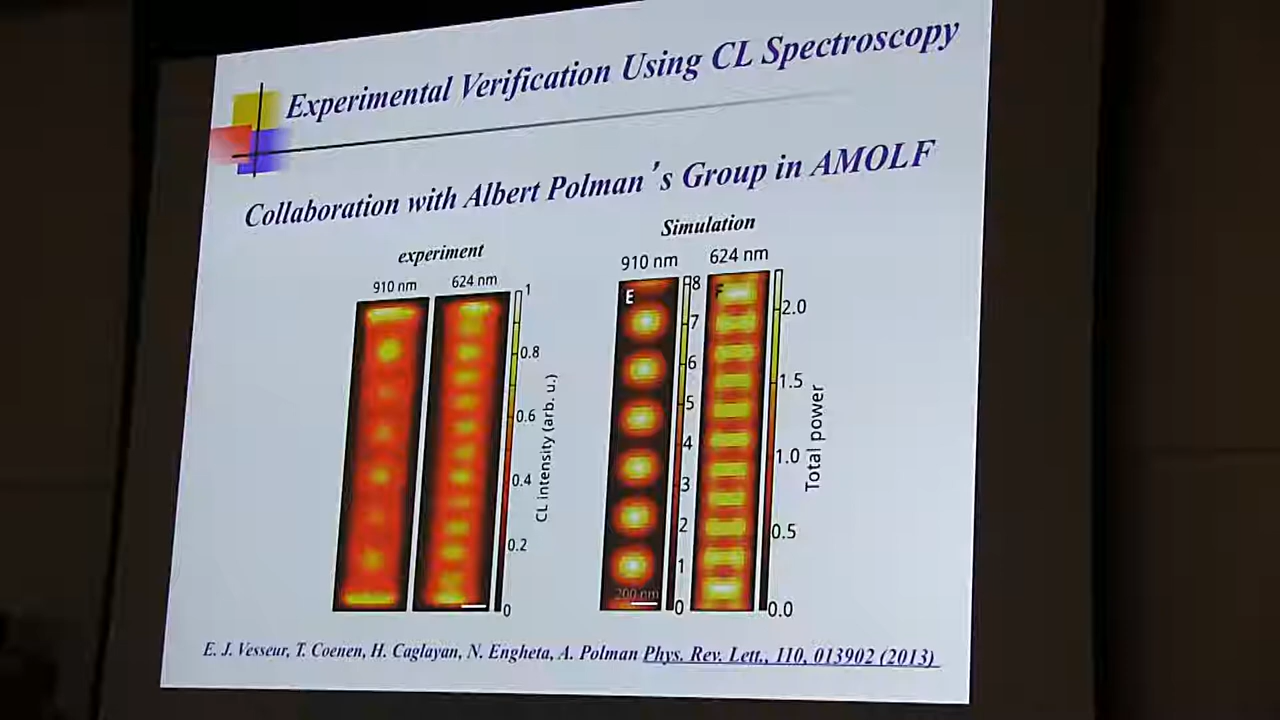 Experimental Verification Using CL Spectroscopy
Collaboration with Albert Polman's Group in AMOLF
experiment
910 nm
624 nm
1
0.8
0.6
0.4
0.2
0
CL intensity (arb. u.)
Simulation
910 nm
624 nm
E
F
8
7
6
5
4
3
2
1
0
200 nm
2.0
1.5
1.0
0.5
0.0
Total power
E. J. Vesseur, T. Coenen, H. Caglayan, N. Engheta, A. Polman Phys. Rev. Lett., 110, 013902 (2013)